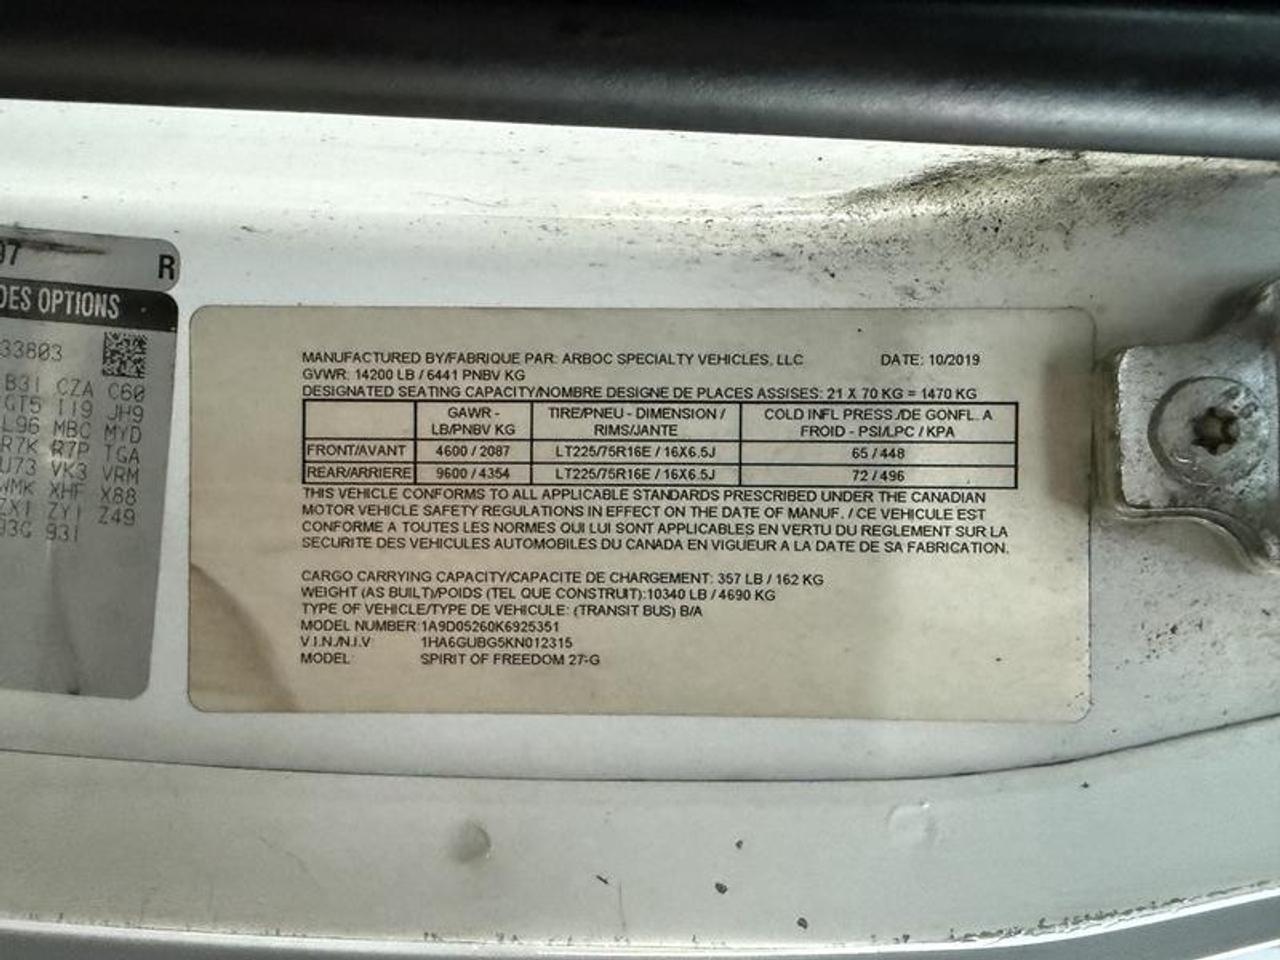 97 R
DES OPTIONS
33803
B3I CZA C60
GT5 II9 JH9
L96 MBC MYD
R7K R7P TGA
U73 VK3 VRM
WMK XHF X88
ZX1 ZY1 Z49
93G 931
MANUFACTURED BY/FABRIQUE PAR: ARBOC SPECIALTY VEHICLES, LLC DATE: 10/2019
GVWR: 14200 LB / 6441 PNBV KG
DESIGNATED SEATING CAPACITY/NOMBRE DESIGNE DE PLACES ASSISES: 21 X 70 KG = 1470 KG
GAWR - TIRE/PNEU - DIMENSION / COLD INFL PRESS./DE GONFL. A
LB/PNBV KG RIMS/JANTE FROID - PSI/LPC / KPA
FRONT/AVANT 4600 / 2087 LT225/75R16E / 16X6.5J 65 / 448
REAR/ARRIERE 9600 / 4354 LT225/75R16E / 16X6.5J 72 / 496
THIS VEHICLE CONFORMS TO ALL APPLICABLE STANDARDS PRESCRIBED UNDER THE CANADIAN
MOTOR VEHICLE SAFETY REGULATIONS IN EFFECT ON THE DATE OF MANUF. / CE VEHICULE EST
CONFORME A TOUTES LES NORMES QUI LUI SONT APPLICABLES EN VERTU DU REGLEMENT SUR LA
SECURITE DES VEHICULES AUTOMOBILES DU CANADA EN VIGUEUR A LA DATE DE SA FABRICATION.
CARGO CARRYING CAPACITY/CAPACITE DE CHARGEMENT: 357 LB / 162 KG
WEIGHT (AS BUILT)/POIDS (TEL QUE CONSTRUIT):10340 LB / 4690 KG
TYPE OF VEHICLE/TYPE DE VEHICULE: (TRANSIT BUS) B/A
MODEL NUMBER: 1A9D05260K6925351
V.I.N./N.I.V 1HA6GUBG5KN012315
MODEL: SPIRIT OF FREEDOM 27-G